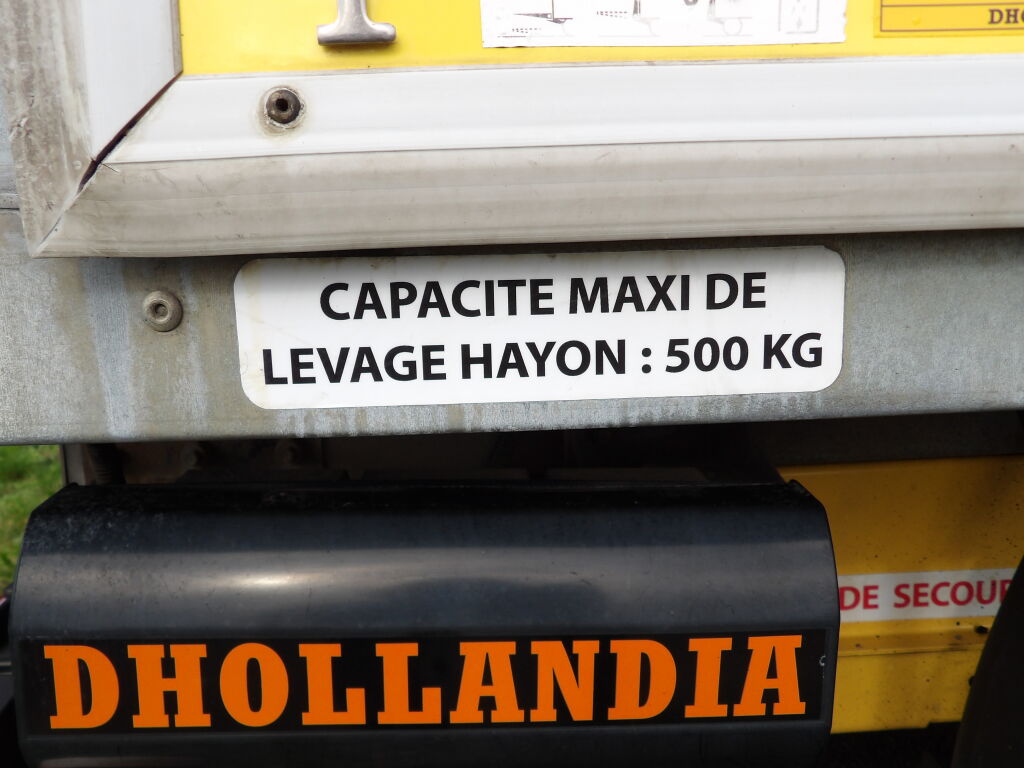 CAPACITE MAXI DE
LEVAGE HAYON : 500 KG
DE SECOUR
DHOLLANDIA